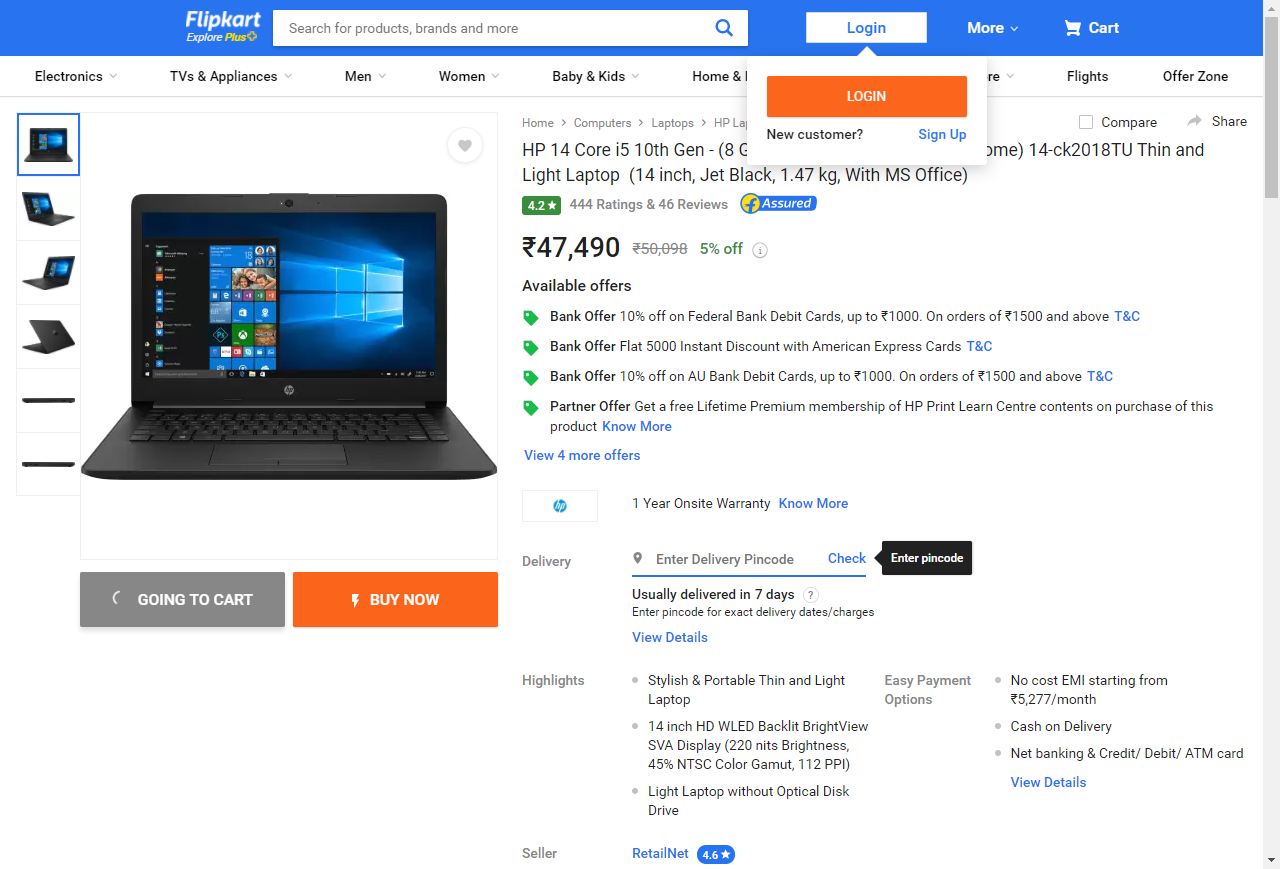 Flipkart
Explore Plus
Search for products, brands and more
Login
More
Cart
Electronics
TVs & Appliances
Men
Women
Baby & Kids
Home &
Flights
Offer Zone
LOGIN
New customer?
Sign Up
Home
Computers
Laptops
HP
Compare
Share
HP 14 Core i5 10th Gen - (8 14-ck2018TU Thin and
Light Laptop (14 inch, Jet Black, 1.47 kg, With MS Office)
4.2
444 Ratings & 46 Reviews
Assured
₹47,490 ₹50,098 5% off
Available offers
Bank Offer 10% off on Federal Bank Debit Cards, up to ₹1000. On orders of ₹1500 and above T&C
Bank Offer Flat 5000 Instant Discount with American Express Cards T&C
Bank Offer 10% off on AU Bank Debit Cards, up to ₹1000. On orders of ₹1500 and above T&C
Partner Offer Get a free Lifetime Premium membership of HP Print Learn Centre contents on purchase of this
product Know More
View 4 more offers
hp
1 Year Onsite Warranty Know More
Delivery
Enter Delivery Pincode
Check
Enter pincode
Usually delivered in 7 days ?
Enter pincode for exact delivery dates/charges
View Details
GOING TO CART
BUY NOW
Highlights
Stylish & Portable Thin and Light
Laptop
14 inch HD WLED Backlit BrightView
SVA Display (220 nits Brightness,
45% NTSC Color Gamut, 112 PPI)
Light Laptop without Optical Disk
Drive
Easy Payment
Options
No cost EMI starting from
₹5,277/month
Cash on Delivery
Net banking & Credit/ Debit/ ATM card
View Details
Seller
RetailNet
4.6